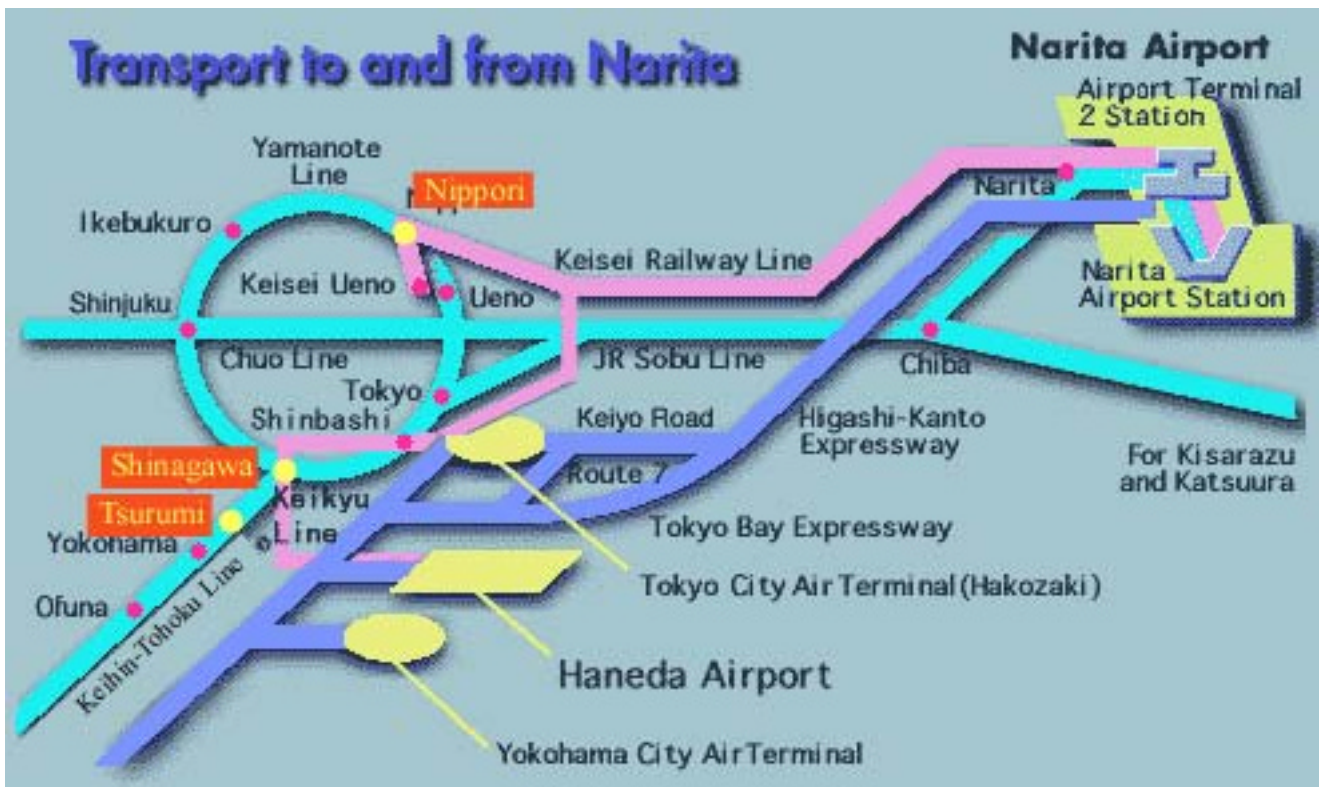 Transport to and from Narita
Narita Airport
Airport Terminal
2 Station
Yamanote
Line
Nippori
Ikebukuro
Narita
Keisei Railway Line
Keisei Ueno
Ueno
Narita
Airport Station
Shinjuku
Chuo Line
JR Sobu Line
Chiba
Tokyo
Shinbashi
Keiyo Road
Higashi-Kanto
Expressway
For Kisarazu
and Katsuura
Shinagawa
Route 7
Keikyu
Line
Tsurumi
Tokyo Bay Expressway
Yokohama
Tokyo City Air Terminal(Hakozaki)
Ofuna
Keihin-Tohoku Line
Haneda Airport
Yokohama City Air Terminal